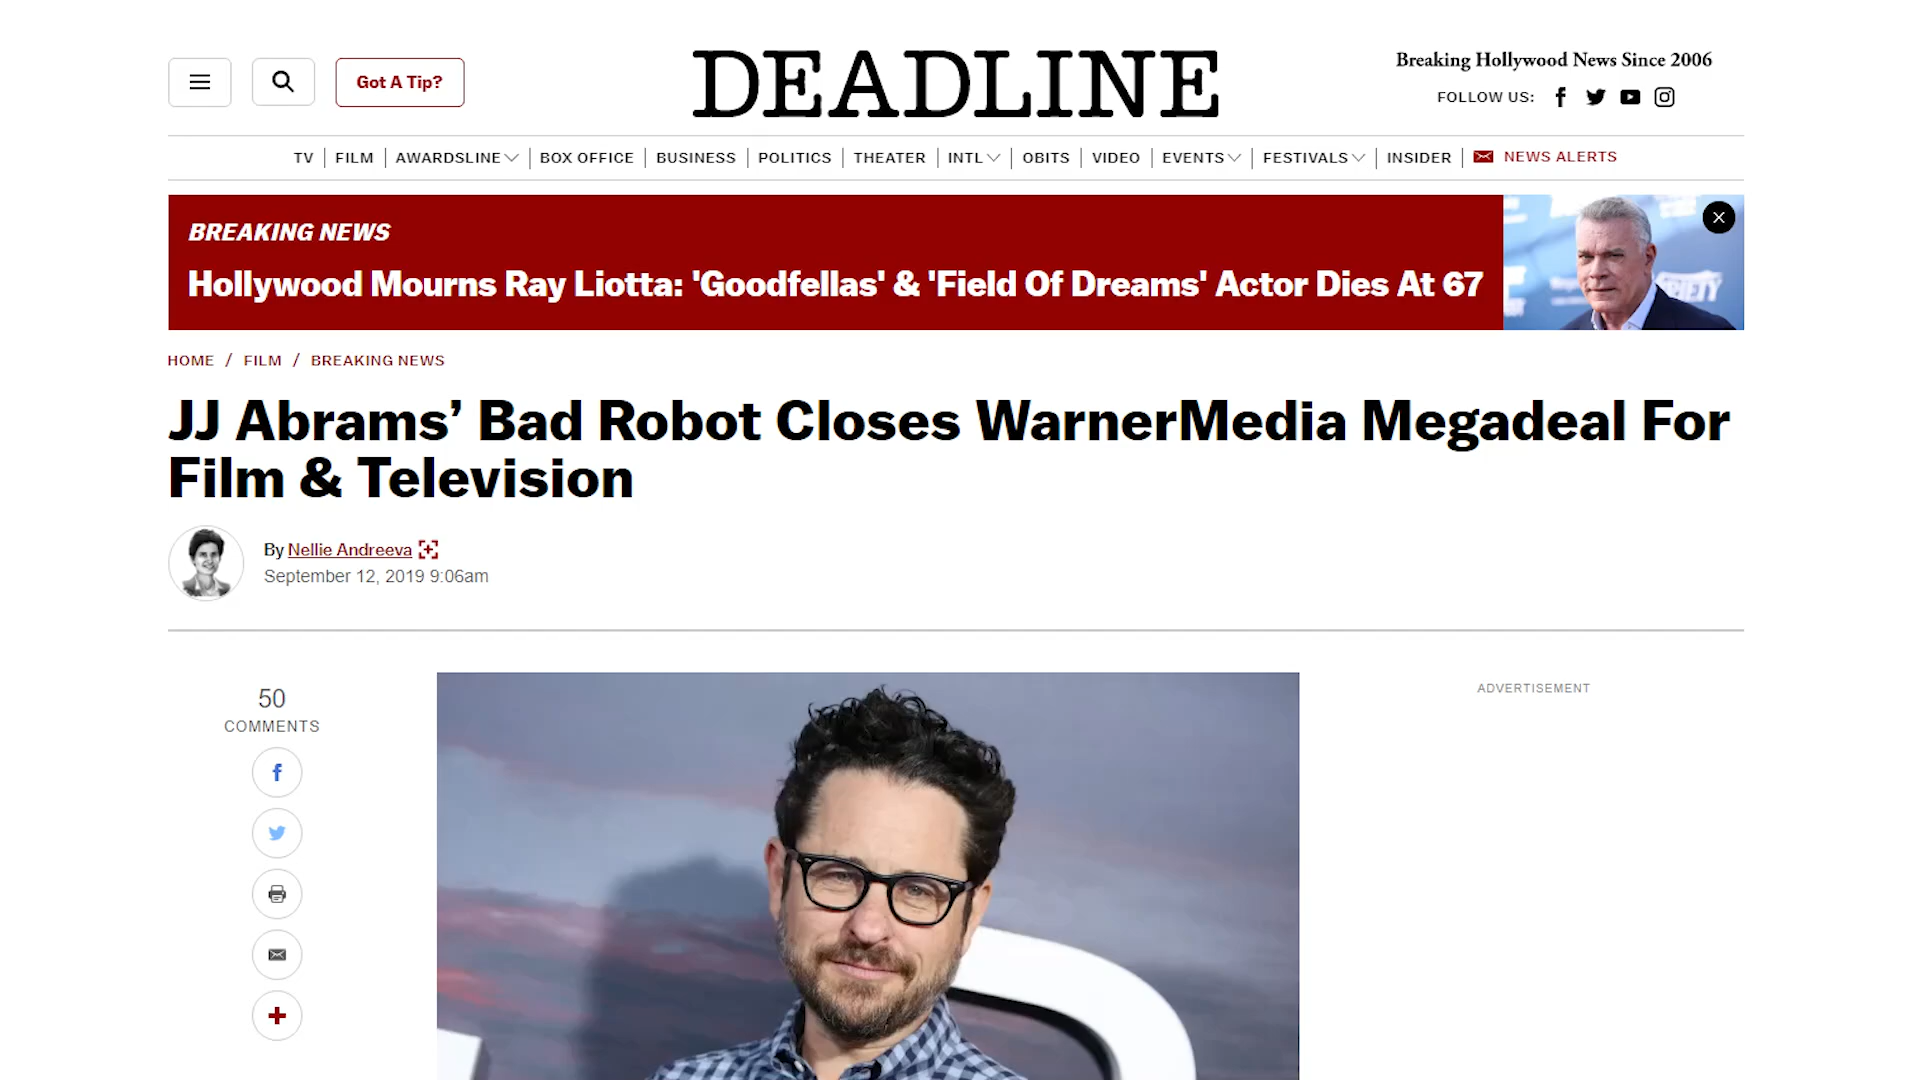 Got A Tip?
DEADLINE
Breaking Hollywood News Since 2006
FOLLOW US:
TV | FILM | AWARDSLINE | BOX OFFICE | BUSINESS | POLITICS | THEATER | INTL | OBITS | VIDEO | EVENTS | FESTIVALS | INSIDER | NEWS ALERTS
BREAKING NEWS
Hollywood Mourns Ray Liotta: 'Goodfellas' & 'Field Of Dreams' Actor Dies At 67
HOME / FILM / BREAKING NEWS
JJ Abrams’ Bad Robot Closes WarnerMedia Megadeal For
Film & Television
By Nellie Andreeva
September 12, 2019 9:06am
50
COMMENTS
ADVERTISEMENT